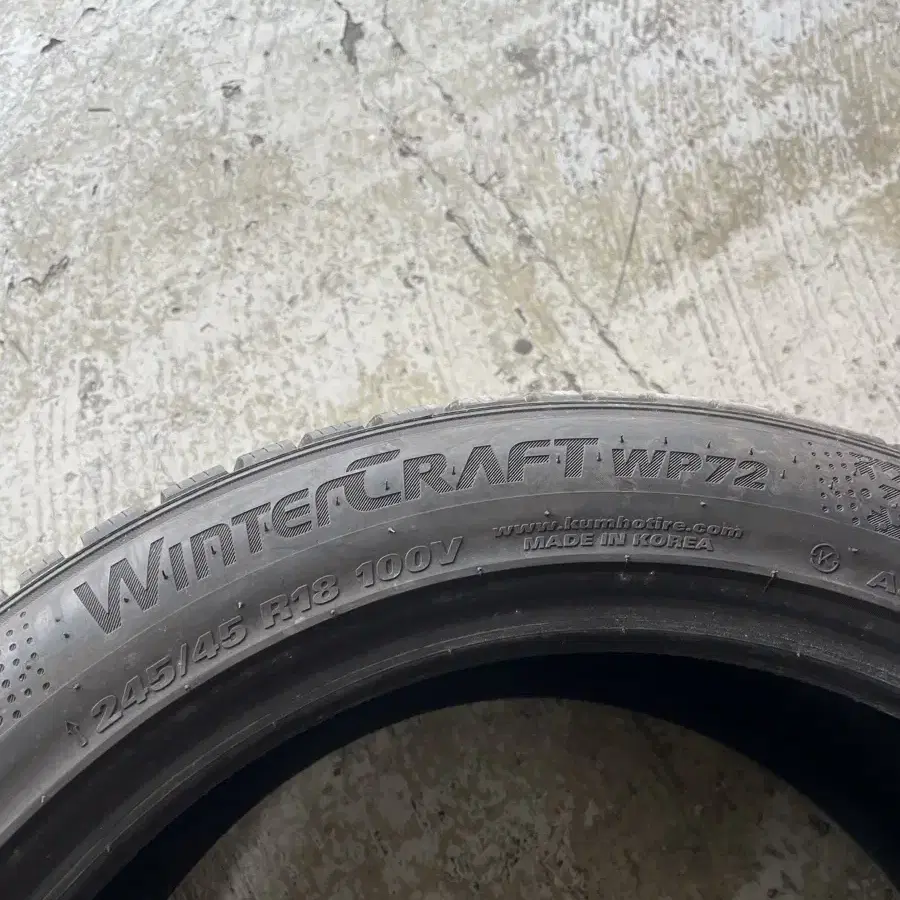 WINTERCRAFT WP72
www.kumhotire.com
MADE IN KOREA
245/45 R18 100V